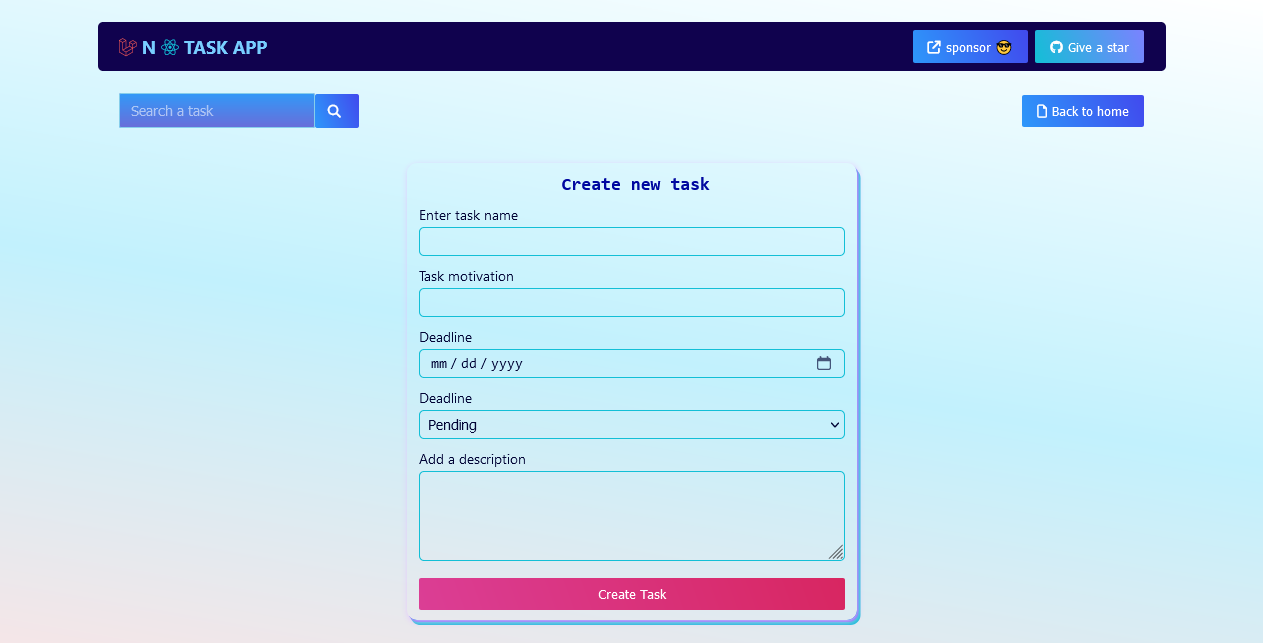 N TASK APP
sponsor 😎
Give a star
Search a task
Back to home
Create new task
Enter task name
Task motivation
Deadline
mm / dd / yyyy
Deadline
Pending
Add a description
Create Task